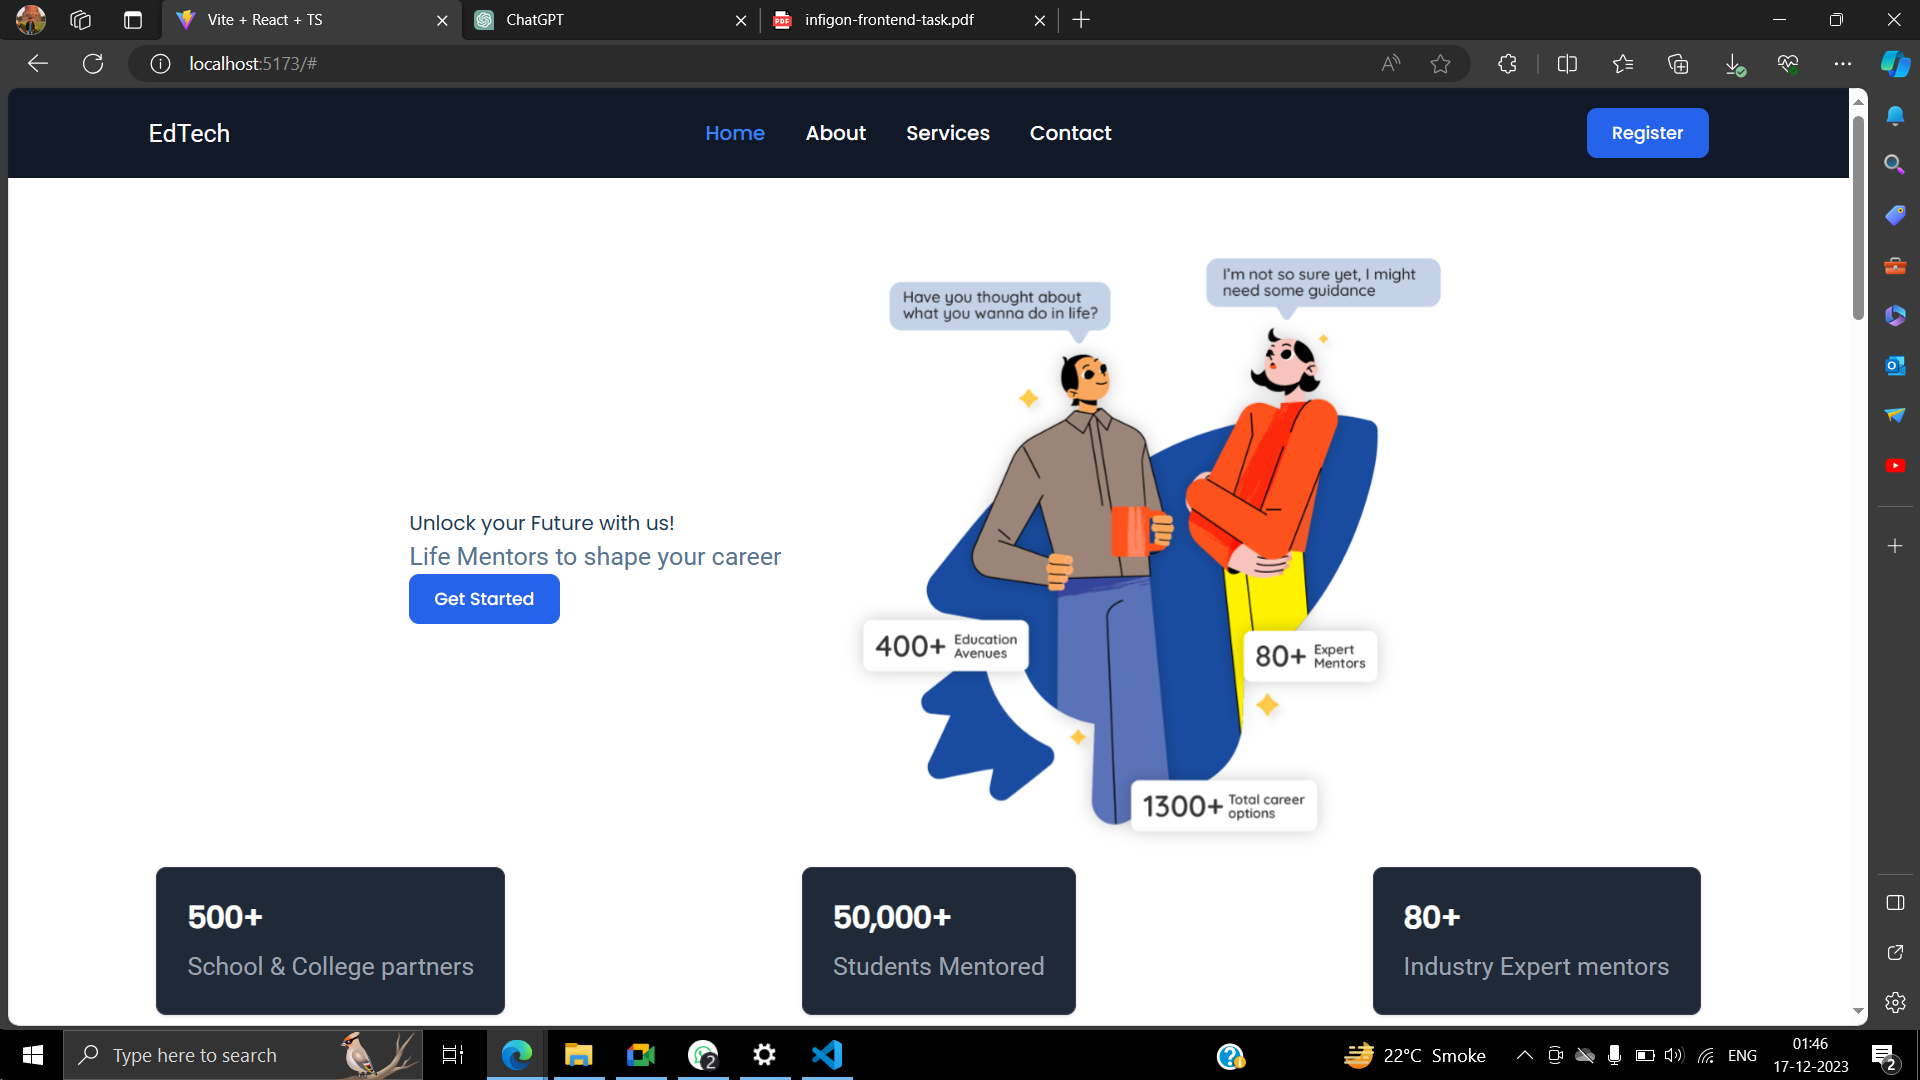 Vite + React + TS
ChatGPT
infigon-frontend-task.pdf
localhost:5173/#
EdTech
Home
About
Services
Contact
Register
Have you thought about
what you wanna do in life?
I'm not so sure yet, I might
need some guidance
Unlock your Future with us!
Life Mentors to shape your career
Get Started
400+ Education
Avenues
80+ Expert
Mentors
1300+ Total career
options
500+
School & College partners
50,000+
Students Mentored
80+
Industry Expert mentors
Type here to search
2
22°C Smoke
ENG
01:46
17-12-2023
2